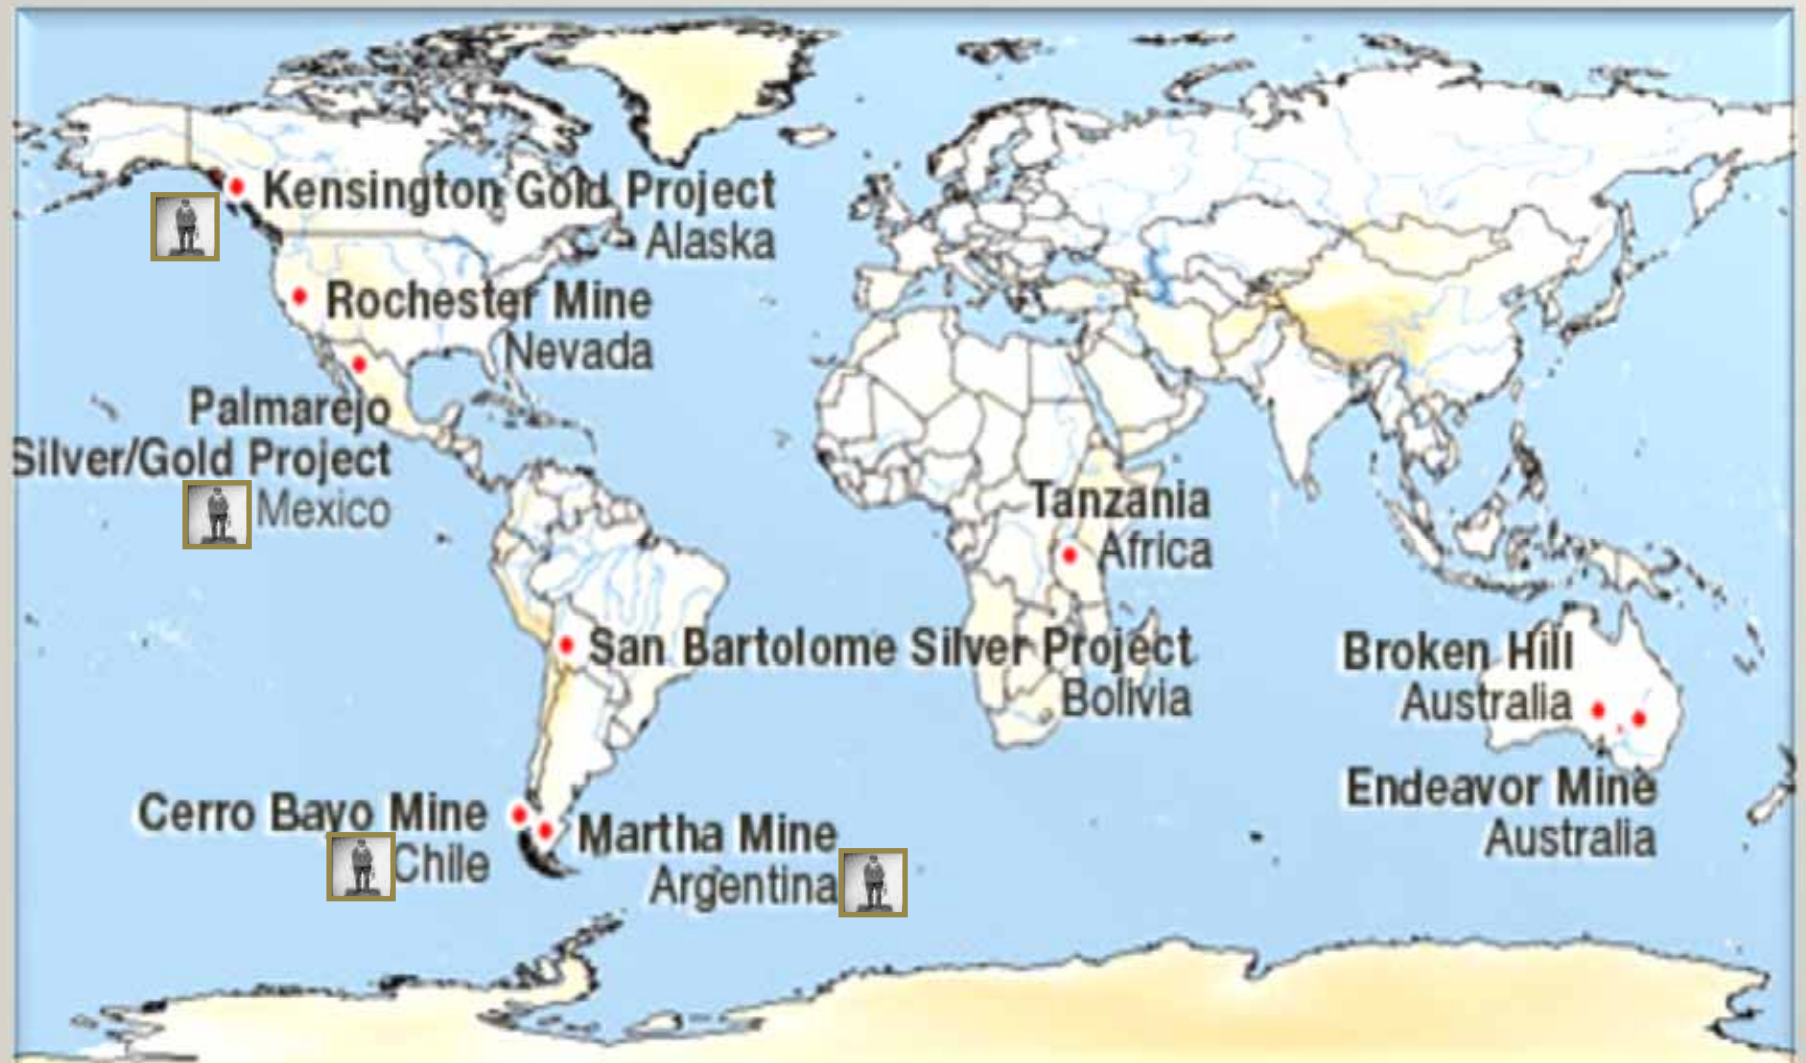 Kensington Gold Project
Alaska
Rochester Mine
Nevada
Palmarejo
Silver/Gold Project
Mexico
Tanzania
Africa
San Bartolome Silver Project
Bolivia
Broken Hill
Australia
Endeavor Mine
Australia
Cerro Bayo Mine
Chile
Martha Mine
Argentina